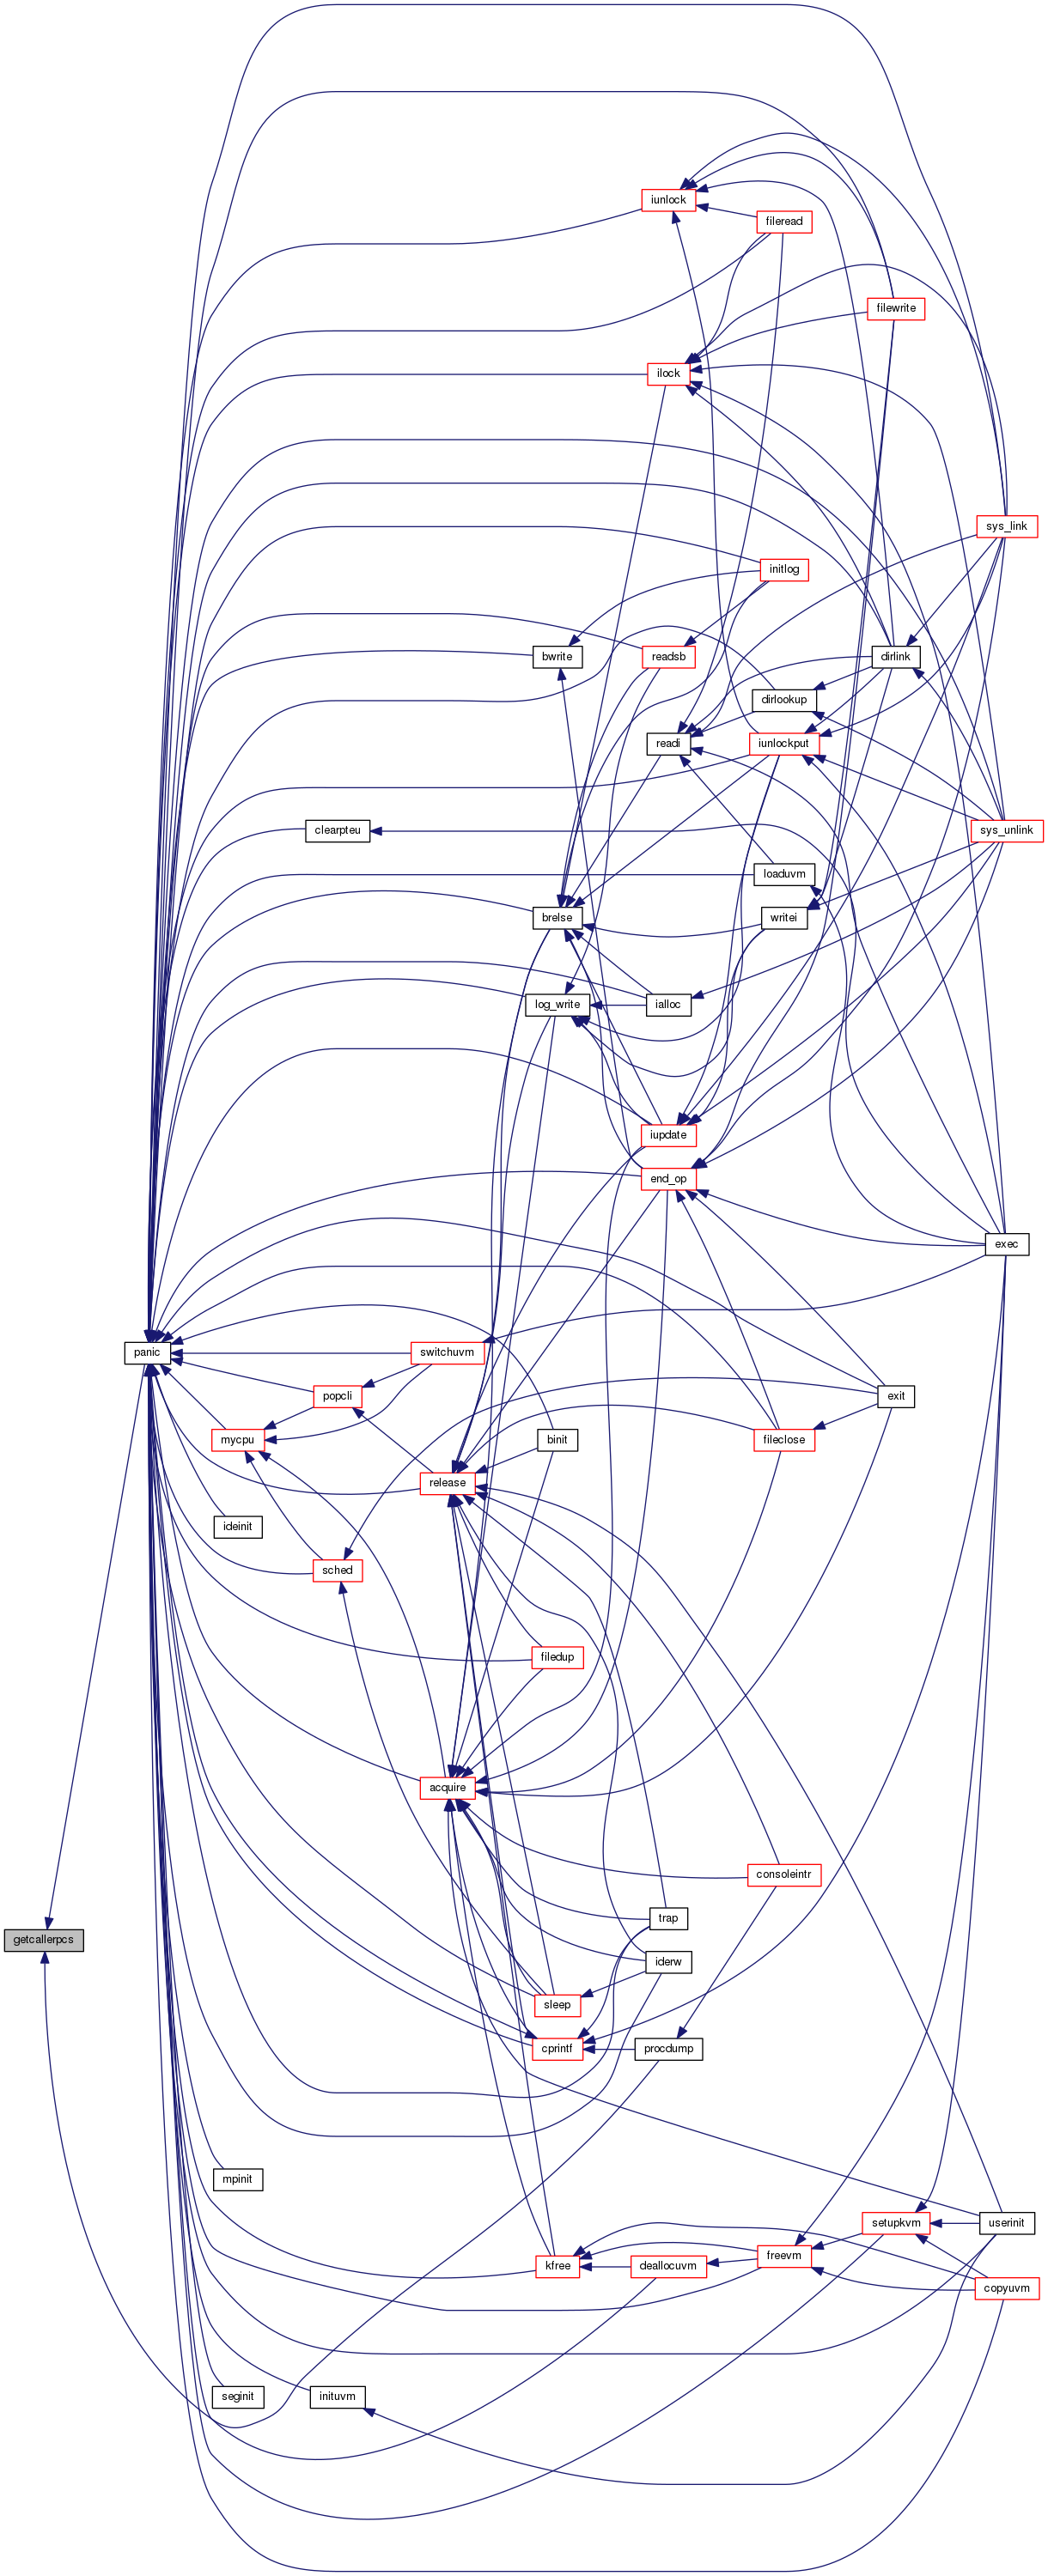 iunlock
fileread
filewrite
ilock
sys_link
initlog
bwrite
readsb
dirlink
dirlookup
readi
iunlockput
clearpteu
sys_unlink
loaduvm
brelse
writei
log_write
ialloc
iupdate
end_op
exec
panic
switchuvm
popcli
exit
mycpu
binit
fileclose
release
ideinit
sched
filedup
acquire
consoleintr
trap
getcallerpcs
iderw
sleep
cprintf
procdump
mpinit
setupkvm
userinit
freevm
kfree
deallocuvm
copyuvm
seginit
inituvm